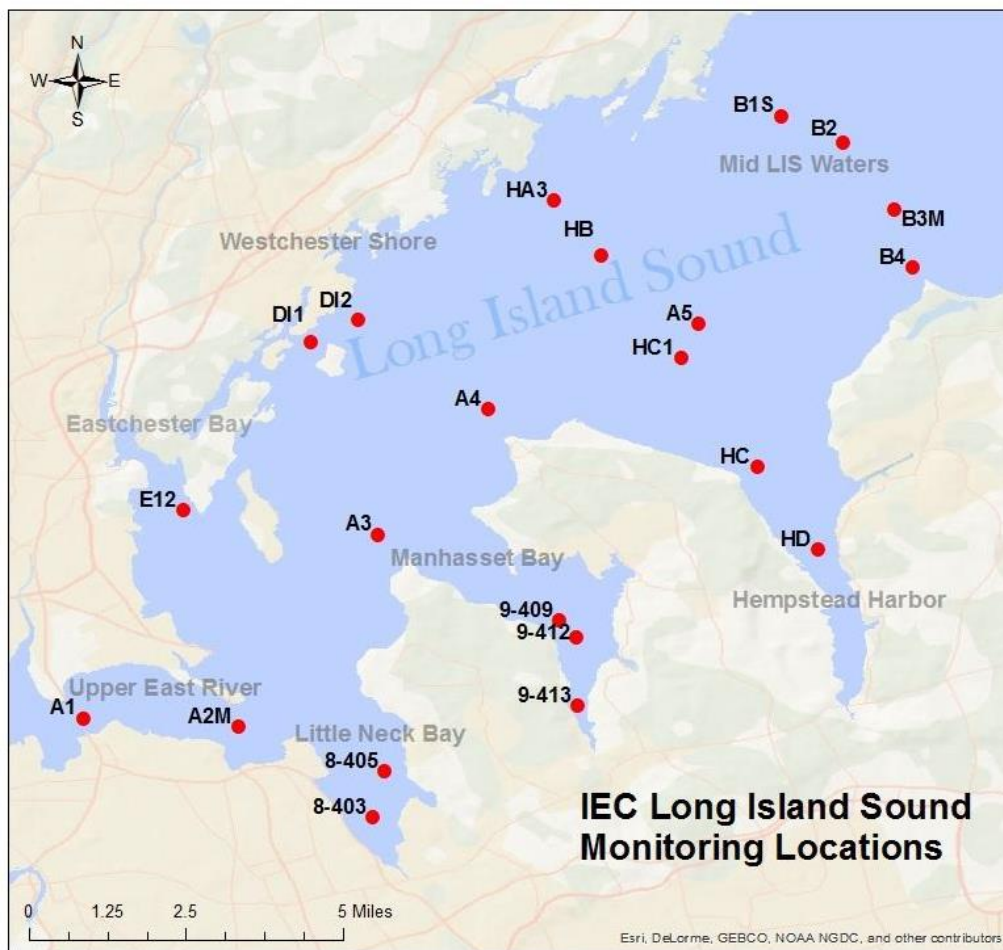 N
W E
S
B1S
B2
Mid LIS Waters
HA3
B3M
HB
Westchester Shore
B4
Long Island Sound
DI2
DI1
A5
HC1
A4
Eastchester Bay
HC
E12
A3
HD
Manhasset Bay
Hempstead Harbor
9-409
9-412
Upper East River
9-413
A1
A2M
Little Neck Bay
8-405
8-403
IEC Long Island Sound
Monitoring Locations
0 1.25 2.5 5 Miles
Esri, DeLorme, GEBCO, NOAA NGDC, and other contributors